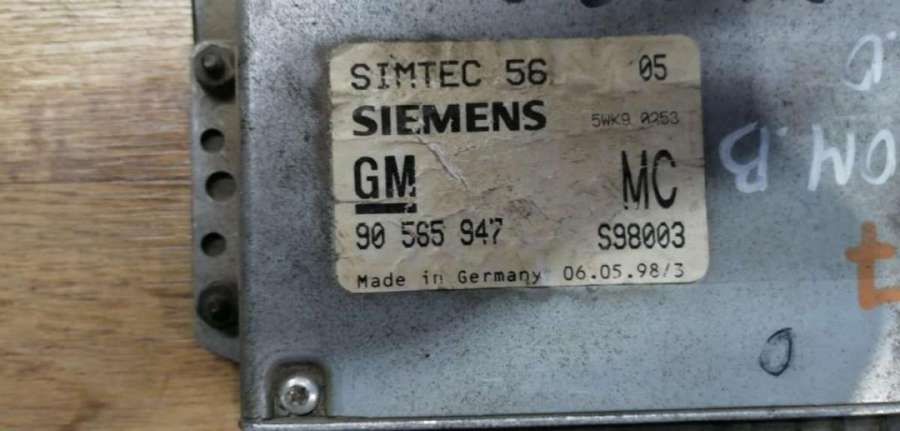 SIMTEC 56 05
SIEMENS 5WK9 0253
GM MC
90 565 947 S98003
Made in Germany 06.05.98/3